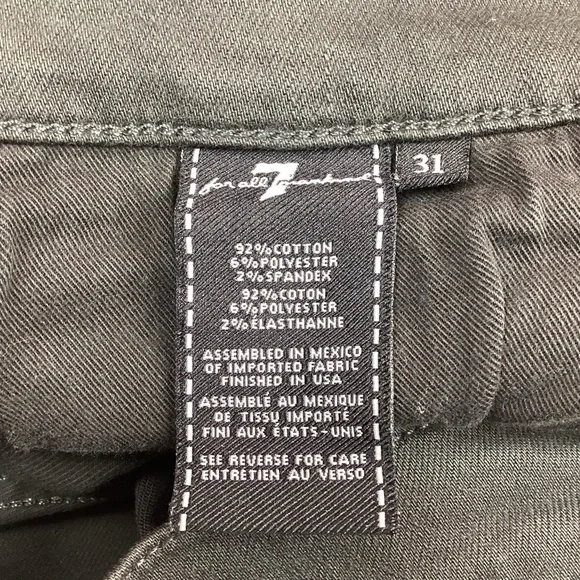 7 for all mankind
31
92%COTTON
6%POLYESTER
2%SPANDEX
92%COTON
6%POLYESTER
2%ÉLASTHANNE
ASSEMBLED IN MEXICO
OF IMPORTED FABRIC
FINISHED IN USA
ASSEMBLÉ AU MEXIQUE
DE TISSU IMPORTÉ
FINI AUX ÉTATS-UNIS
SEE REVERSE FOR CARE
ENTRETIEN AU VERSO